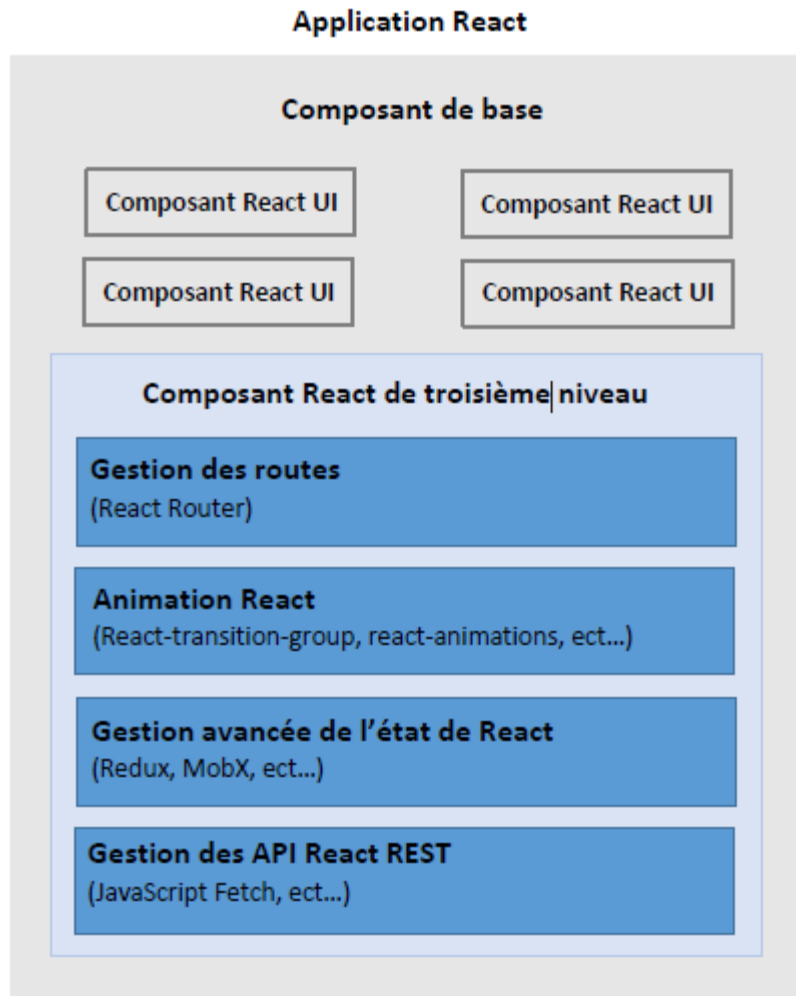 Application React
Composant de base
Composant React UI
Composant React UI
Composant React UI
Composant React UI
Composant React de troisième niveau
Gestion des routes
(React Router)
Animation React
(React-transition-group, react-animations, ect...)
Gestion avancée de l’état de React
(Redux, MobX, ect...)
Gestion des API React REST
(JavaScript Fetch, ect...)